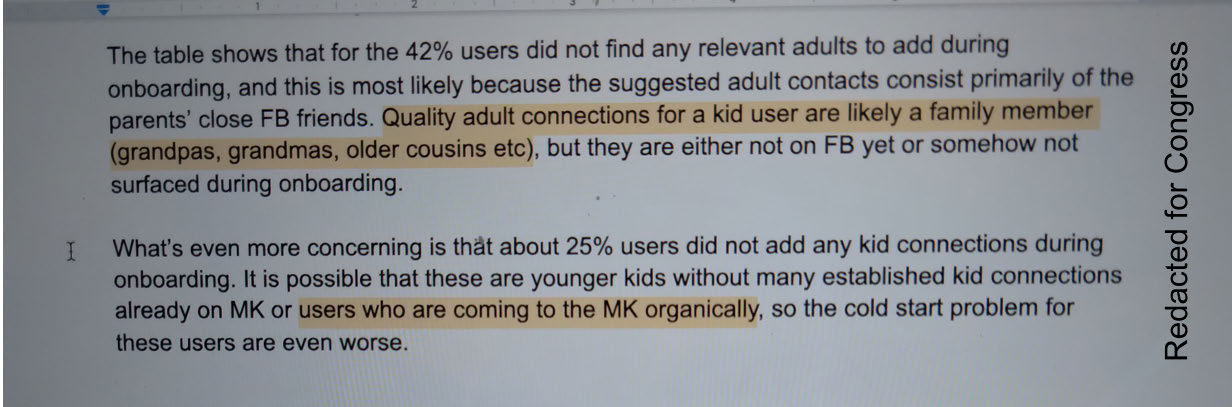 1 2 3 4
The table shows that for the 42% users did not find any relevant adults to add during
onboarding, and this is most likely because the suggested adult contacts consist primarily of the
parents' close FB friends. Quality adult connections for a kid user are likely a family member
(grandpas, grandmas, older cousins etc), but they are either not on FB yet or somehow not
surfaced during onboarding.
What's even more concerning is that about 25% users did not add any kid connections during
onboarding. It is possible that these are younger kids without many established kid connections
already on MK or users who are coming to the MK organically, so the cold start problem for
these users are even worse.
Redacted for Congress